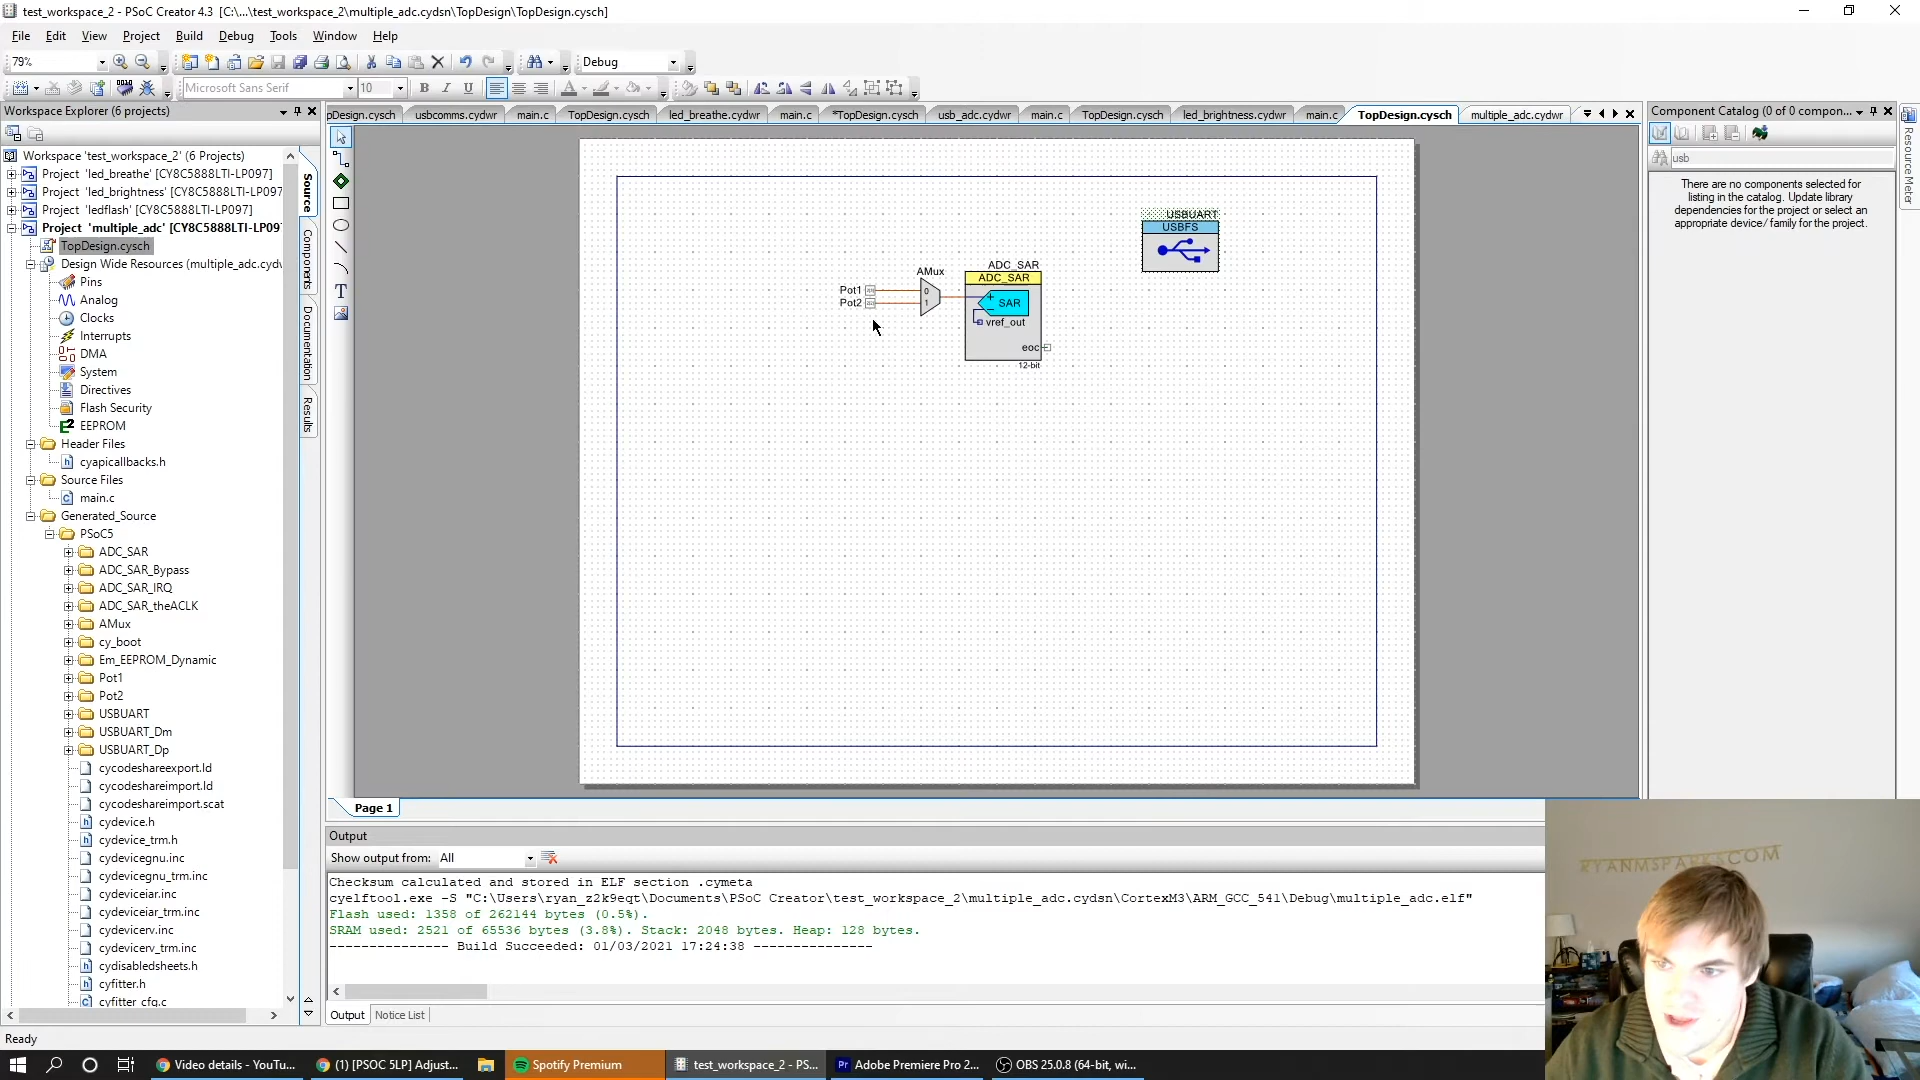 test_workspace_2 - PSoC Creator 4.3 [C:\...\test_workspace_2\multiple_adc.cydsn\TopDesign\TopDesign.cysch]
File Edit View Project Build Debug Tools Window Help
79% Debug
Microsoft Sans Serif 10 B I U
Workspace Explorer (6 projects)
Workspace 'test_workspace_2' (6 Projects)
Project 'led_breathe' [CY8C5888LTI-LP097]
Project 'led_brightness' [CY8C5888LTI-LP097
Project 'ledflash' [CY8C5888LTI-LP097]
Project 'multiple_adc' [CY8C5888LTI-LP09
TopDesign.cysch
Design Wide Resources (multiple_adc.cydv
Pins
Analog
Clocks
Interrupts
DMA
System
Directives
Flash Security
EEPROM
Header Files
cyapicallbacks.h
Source Files
main.c
Generated_Source
PSoC5
ADC_SAR
ADC_SAR_Bypass
ADC_SAR_IRQ
ADC_SAR_theACLK
AMux
cy_boot
Em_EEPROM_Dynamic
Pot1
Pot2
USBUART
USBUART_Dm
USBUART_Dp
cycodeshareexport.ld
cycodeshareimport.ld
cycodeshareimport.scat
cydevice.h
cydevice_trm.h
cydevicegnu.inc
cydevicegnu_trm.inc
cydeviceiar.inc
cydeviceiar_trm.inc
cydevicerv.inc
cydevicerv_trm.inc
cydisabledsheets.h
cyfitter.h
cyfitter_cfg.c
Source
Components
Documentation
Results
pDesign.cysch usbcomms.cydwr main.c TopDesign.cysch led_breathe.cydwr main.c *TopDesign.cysch usb_adc.cydwr main.c TopDesign.cysch led_brightness.cydwr main.c TopDesign.cysch multiple_adc.cydwr
T
USBUART
USBFS
ADC_SAR
ADC_SAR
AMux
Pot1 0
Pot2 1
SAR
vref_out
eoc
12-bit
Page 1
Component Catalog (0 of 0 compon...
usb
There are no components selected for
listing in the catalog. Update library
dependencies for the project or select an
appropriate device/ family for the project.
Resource Meter
Output
Show output from: All
Checksum calculated and stored in ELF section .cymeta
cyelftool.exe -S "C:\Users\ryan_z2k9eqt\Documents\PSoC Creator\test_workspace_2\multiple_adc.cydsn\CortexM3\ARM_GCC_541\Debug\multiple_adc.elf"
Flash used: 1358 of 262144 bytes (0.5%).
SRAM used: 2521 of 65536 bytes (3.8%). Stack: 2048 bytes. Heap: 128 bytes.
--------------- Build Succeeded: 01/03/2021 17:24:38 ---------------
Output Notice List
Ready
RYANMSPARKS.COM
Video details - YouTu... (1) [PSOC 5LP] Adjust... Spotify Premium test_workspace_2 - PS... Adobe Premiere Pro 2... OBS 25.0.8 (64-bit, wi...